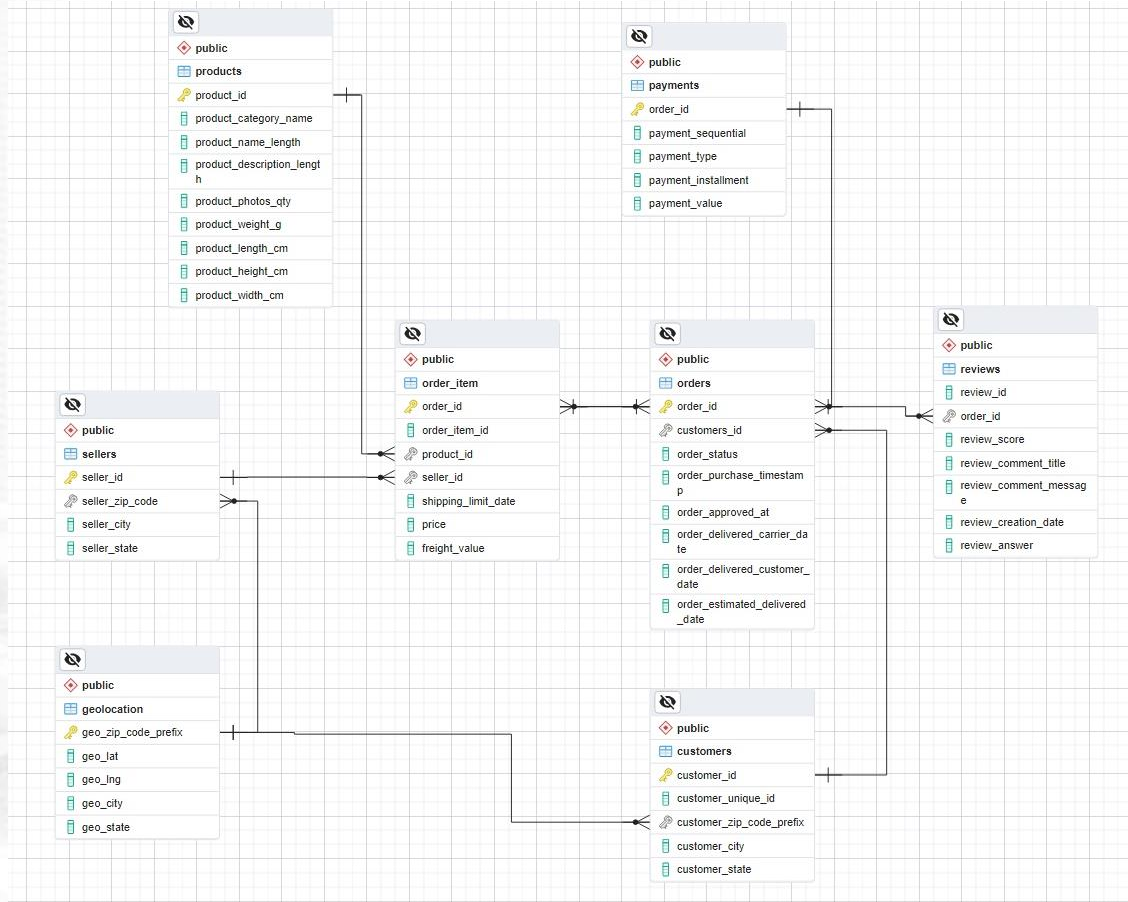 public
products
product_id
product_category_name
product_name_length
product_description_lengt
h
product_photos_qty
product_weight_g
product_length_cm
product_height_cm
product_width_cm
public
payments
order_id
payment_sequential
payment_type
payment_installment
payment_value
public
order_item
order_id
order_item_id
product_id
seller_id
shipping_limit_date
price
freight_value
public
orders
order_id
customers_id
order_status
order_purchase_timestam
p
order_approved_at
order_delivered_carrier_da
te
order_delivered_customer_
date
order_estimated_delivered
_date
public
reviews
review_id
order_id
review_score
review_comment_title
review_comment_messag
e
review_creation_date
review_answer
public
sellers
seller_id
seller_zip_code
seller_city
seller_state
public
geolocation
geo_zip_code_prefix
geo_lat
geo_lng
geo_city
geo_state
public
customers
customer_id
customer_unique_id
customer_zip_code_prefix
customer_city
customer_state